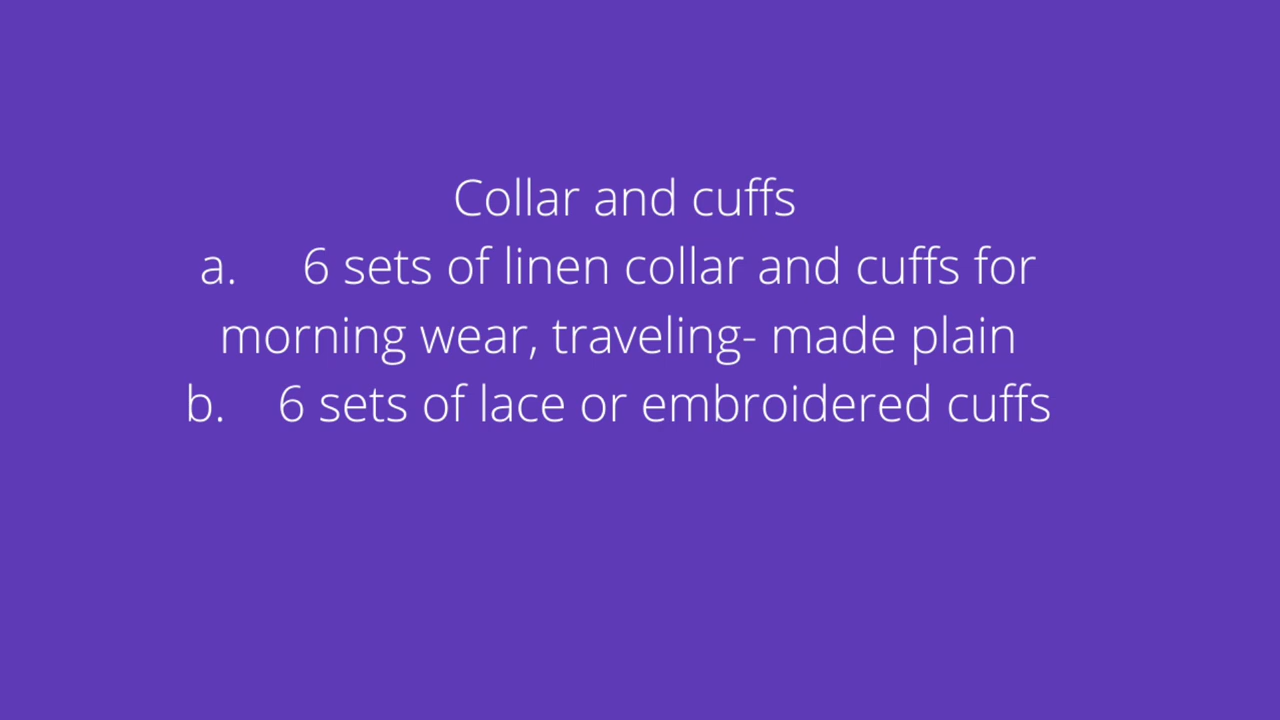 Collar and cuffs
a. 6 sets of linen collar and cuffs for
morning wear, traveling- made plain
b. 6 sets of lace or embroidered cuffs